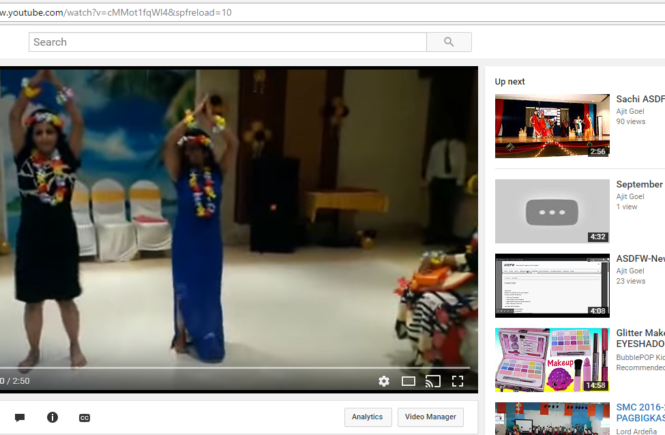 w.youtube.com/watch?v=cMMot1fqWl4&spfreload=10
Search
0 / 2:50
Analytics
Video Manager
Up next
2:56
Sachi ASDF
Ajit Goel
90 views
4:32
September
Ajit Goel
1 view
4:08
ASDFW-New
Ajit Goel
23 views
Makeup
14:58
Glitter Make
EYESHADO
BubblePOP Kid
Recommended
SMC 2016-2
PAGBIGKAS
Lord Ardeña